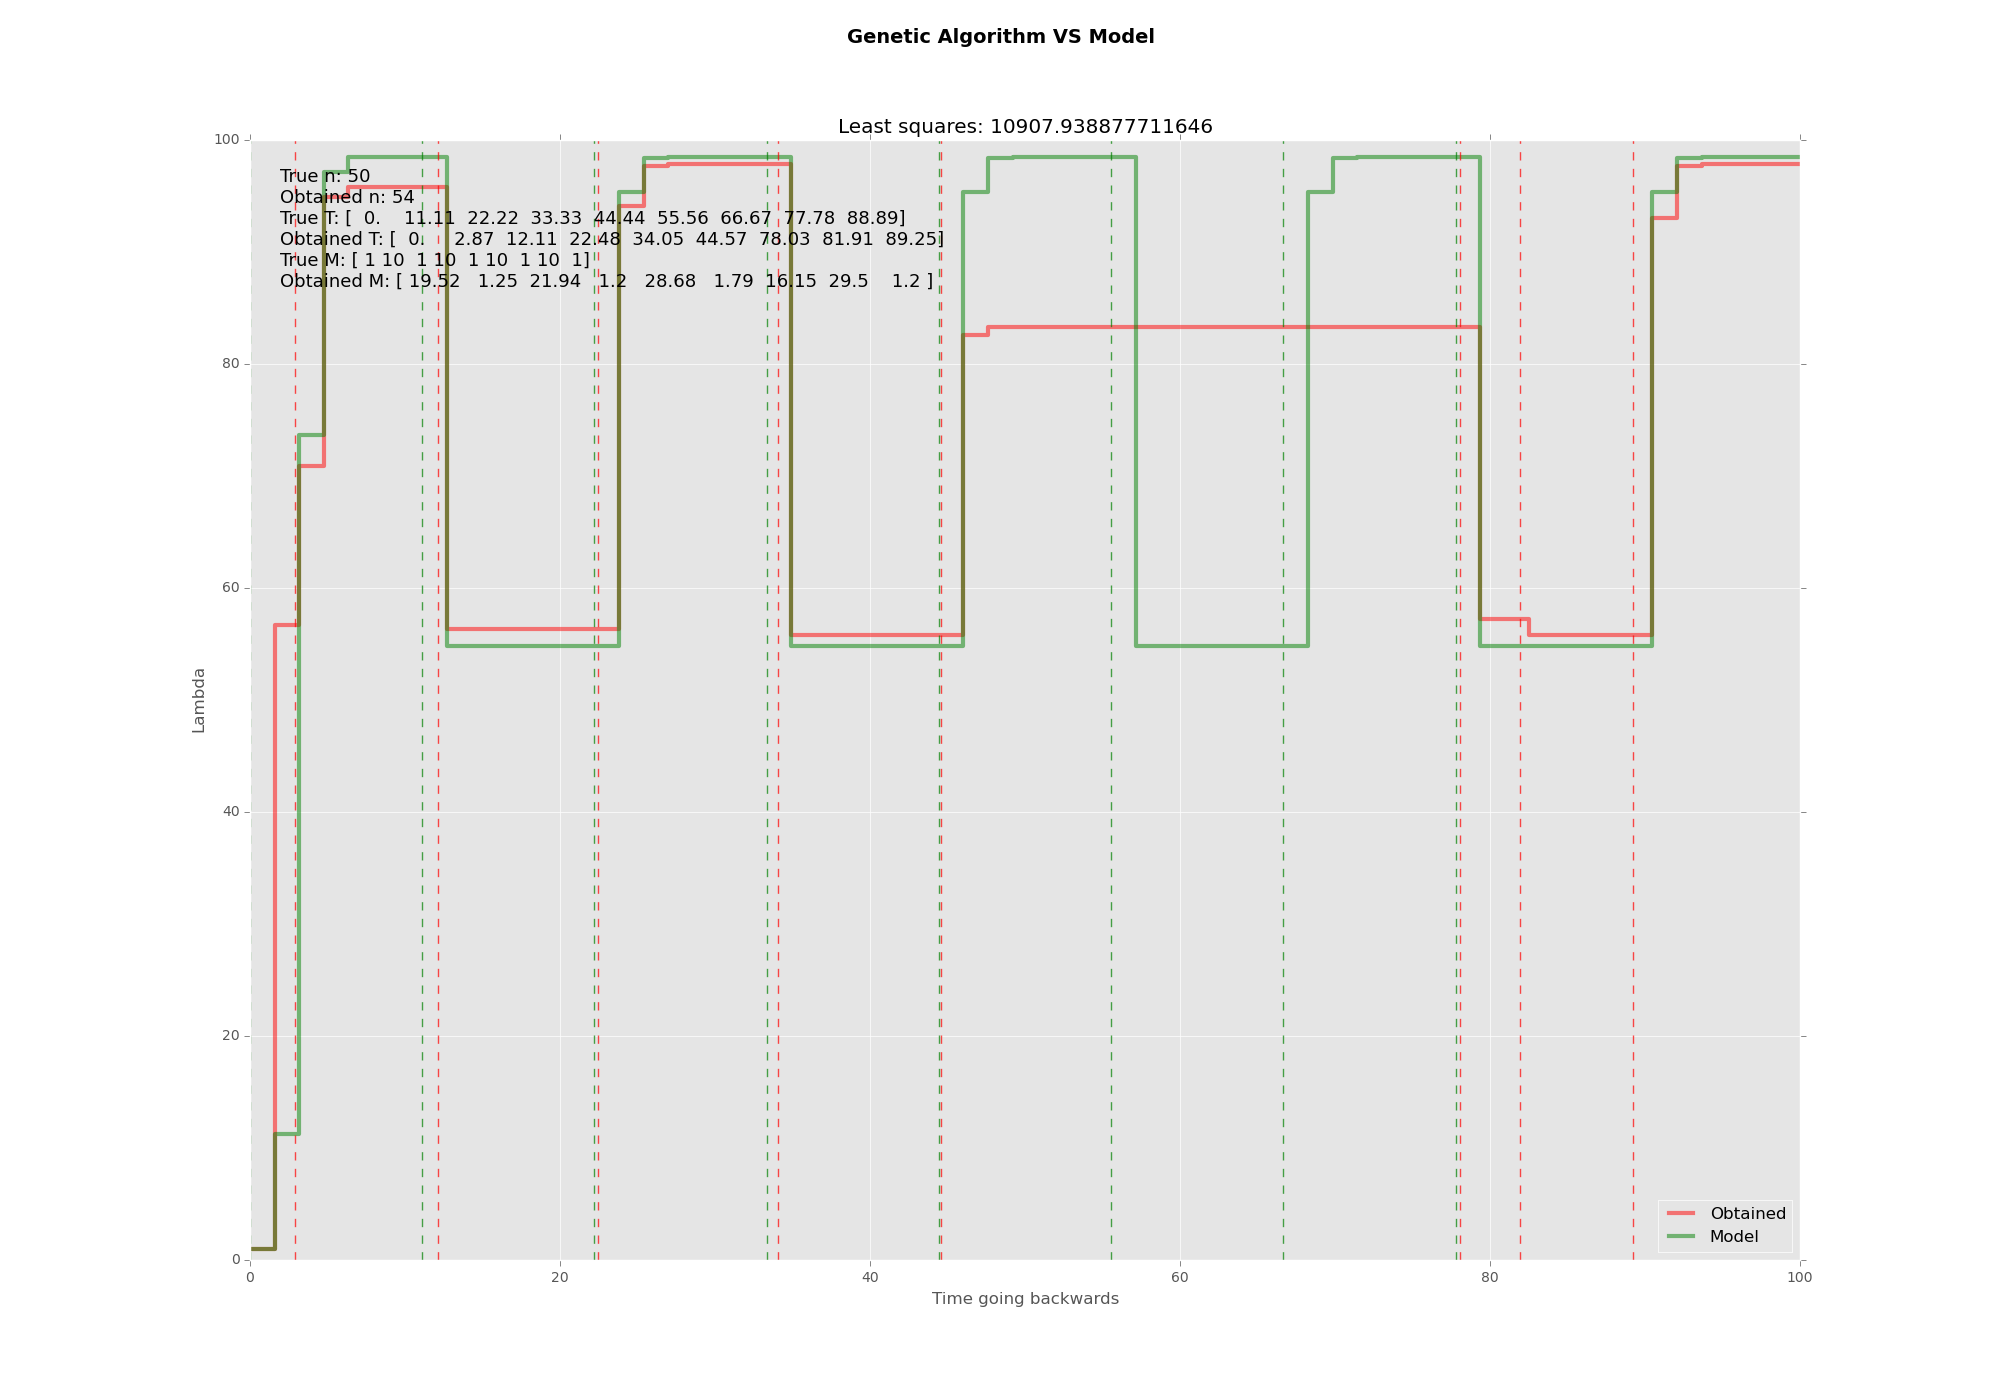 Genetic Algorithm VS Model
Least squares: 10907.938877711646
100
80
60
40
20
0
Lambda
True n: 50
Obtained n: 54
True T: [  0.    11.11  22.22  33.33  44.44  55.56  66.67  77.78  88.89]
Obtained T: [  0.     2.87  12.11  22.48  34.05  44.57  78.03  81.91  89.25]
True M: [ 1 10  1 10  1 10  1 10  1]
Obtained M: [ 19.52   1.25  21.94   1.2   28.68   1.79  16.15  29.5    1.2 ]
Obtained
Model
0 20 40 60 80 100
Time going backwards